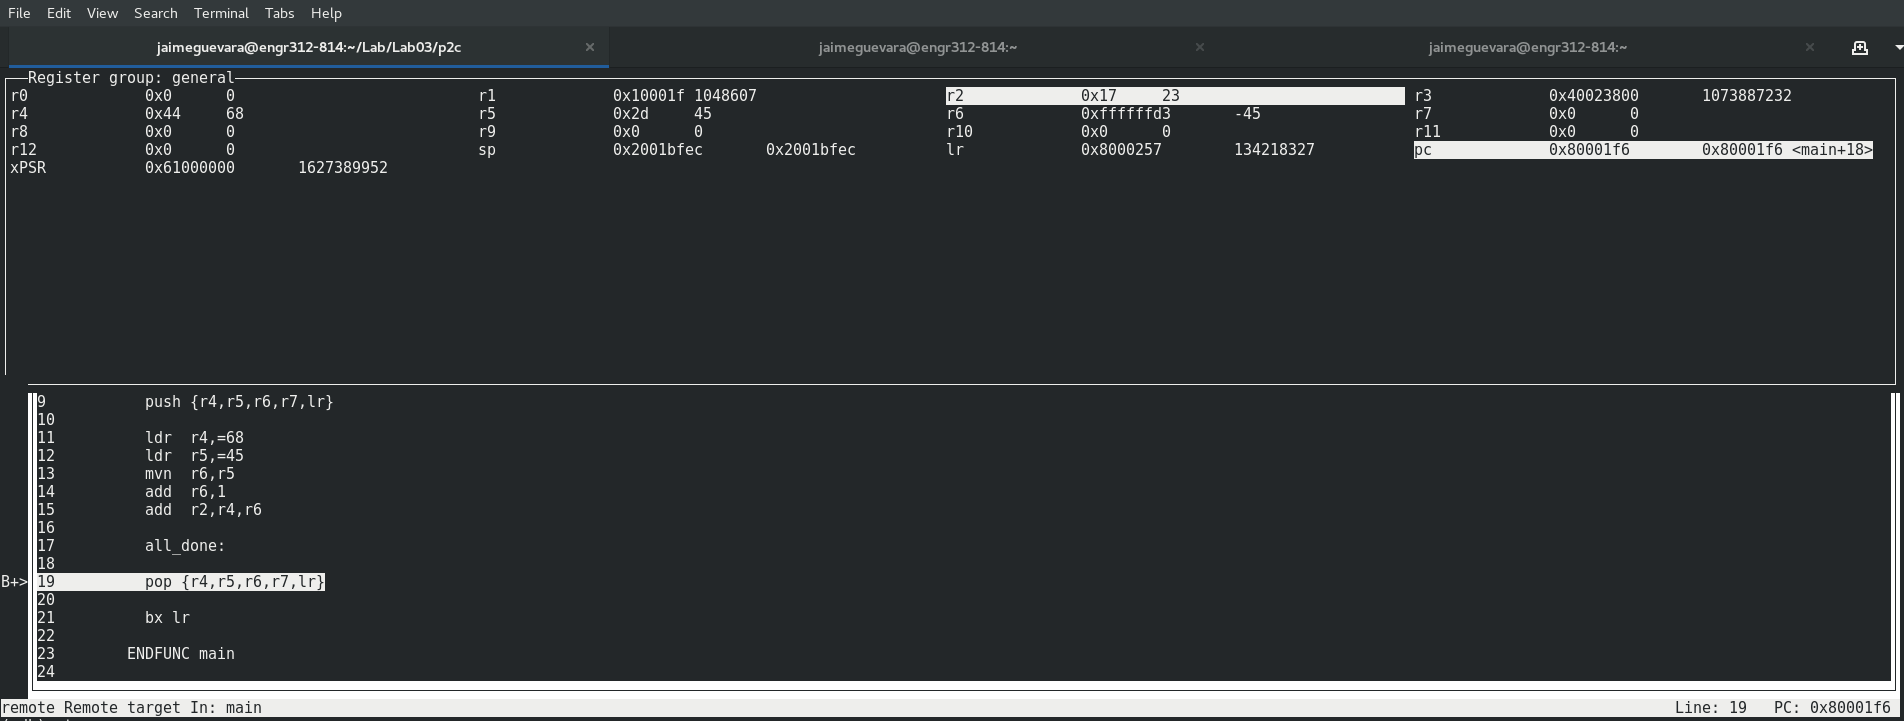 File Edit View Search Terminal Tabs Help
jaimeguevara@engr312-814:~/Lab/Lab03/p2c × jaimeguevara@engr312-814:~ × jaimeguevara@engr312-814:~ ×
Register group: general
r0 0x0 0 r1 0x10001f 1048607 r2 0x17 23 r3 0x40023800 1073887232
r4 0x44 68 r5 0x2d 45 r6 0xffffffd3 -45 r7 0x0 0
r8 0x0 0 r9 0x0 0 r10 0x0 0 r11 0x0 0
r12 0x0 0 sp 0x2001bfec 0x2001bfec lr 0x8000257 134218327 pc 0x80001f6 0x80001f6 <main+18>
xPSR 0x61000000 1627389952
9 push {r4,r5,r6,r7,lr}
10
11 ldr r4,=68
12 ldr r5,=45
13 mvn r6,r5
14 add r6,1
15 add r2,r4,r6
16
17 all_done:
18
B+> 19 pop {r4,r5,r6,r7,lr}
20
21 bx lr
22
23 ENDFUNC main
24
remote Remote target In: main Line: 19 PC: 0x80001f6